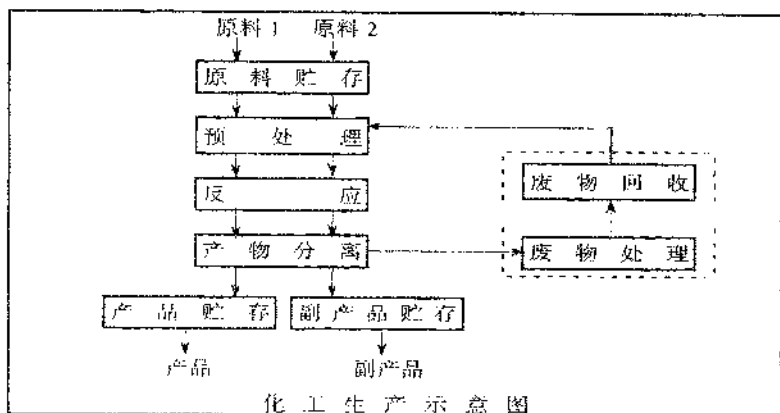 原料1 原料2
原料贮存
预处理
反应
产物分离
废物回收
废物处理
产品贮存 副产品贮存
产品 副产品
化工生产示意图